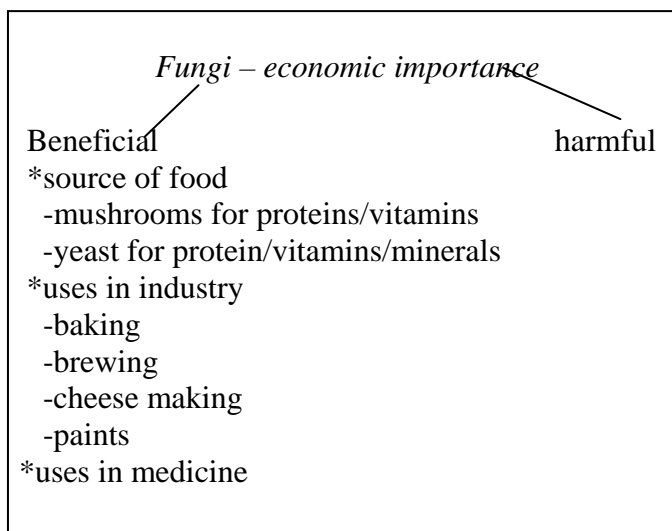 Fungi – economic importance
Beneficial harmful
*source of food
-mushrooms for proteins/vitamins
-yeast for protein/vitamins/minerals
*uses in industry
-baking
-brewing
-cheese making
-paints
*uses in medicine